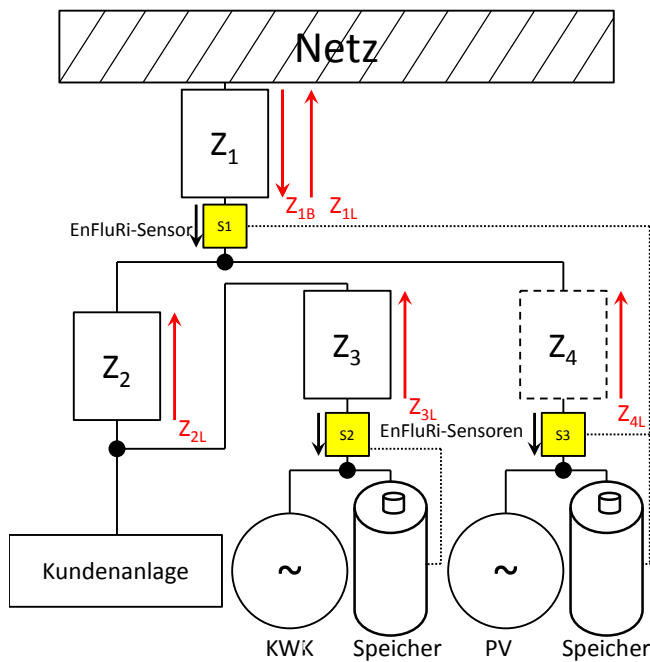 Netz
Z1
Z1B Z1L
EnFluRi-Sensor
S1
Z2
Z2L
Z3
Z3L
Z4
Z4L
S2
EnFluRi-Sensoren
S3
Kundenanlage
~
~
KWK
Speicher
PV
Speicher